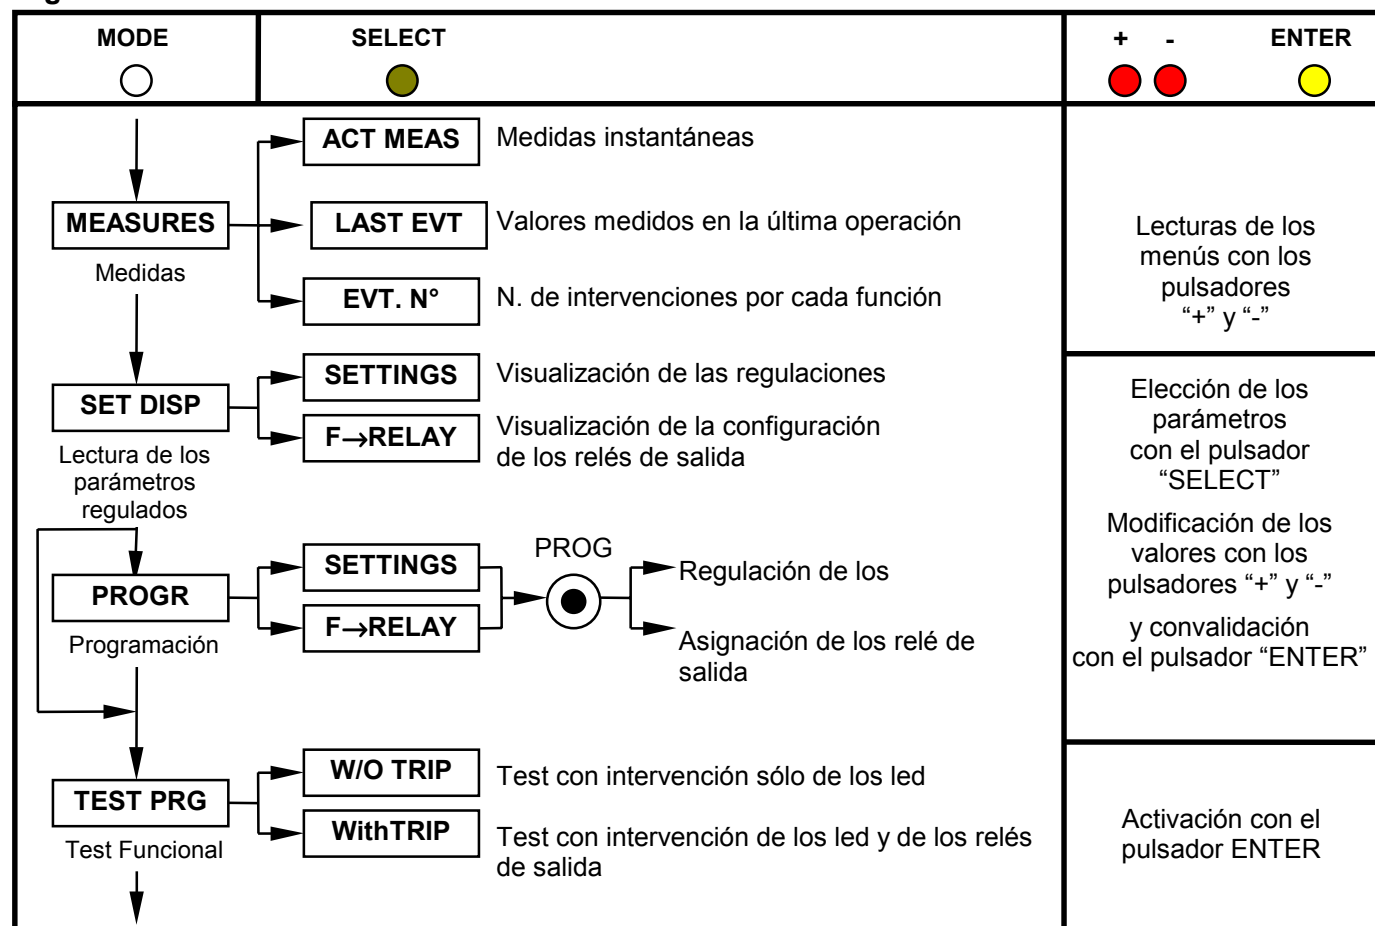 MODE
SELECT
+ -
ENTER
ACT MEAS
Medidas instantáneas
MEASURES
Medidas
LAST EVT
Valores medidos en la última operación
EVT. N°
N. de intervenciones por cada función
Lecturas de los
menús con los
pulsadores
“+” y “-”
SET DISP
Lectura de los
parámetros
regulados
SETTINGS
Visualización de las regulaciones
F→RELAY
Visualización de la configuración
de los relés de salida
Elección de los
parámetros
con el pulsador
“SELECT”
Modificación de los
valores con los
pulsadores “+” y “-”
y convalidación
con el pulsador “ENTER”
PROGR
Programación
SETTINGS
F→RELAY
PROG
Regulación de los
Asignación de los relé de
salida
TEST PRG
Test Funcional
W/O TRIP
Test con intervención sólo de los led
WithTRIP
Test con intervención de los led y de los relés
de salida
Activación con el
pulsador ENTER